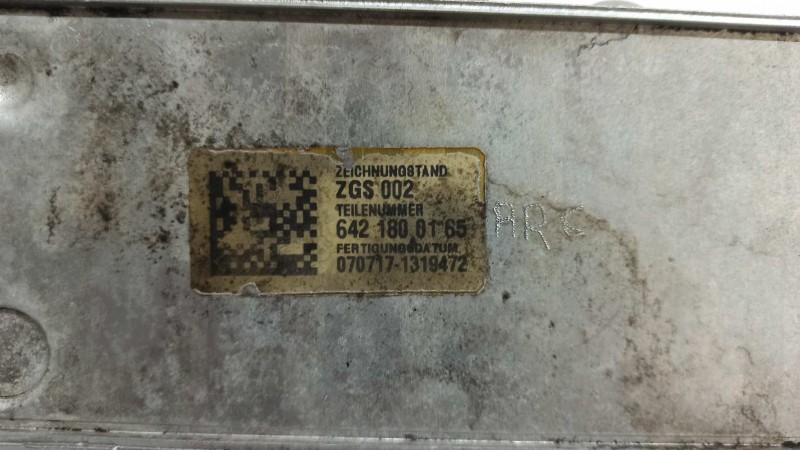 ZEICHNUNGSTAND
ZGS 002
TEILENUMMER
642 180 01 65
FERTIGUNGSDATUM
070717-1319472
ARC